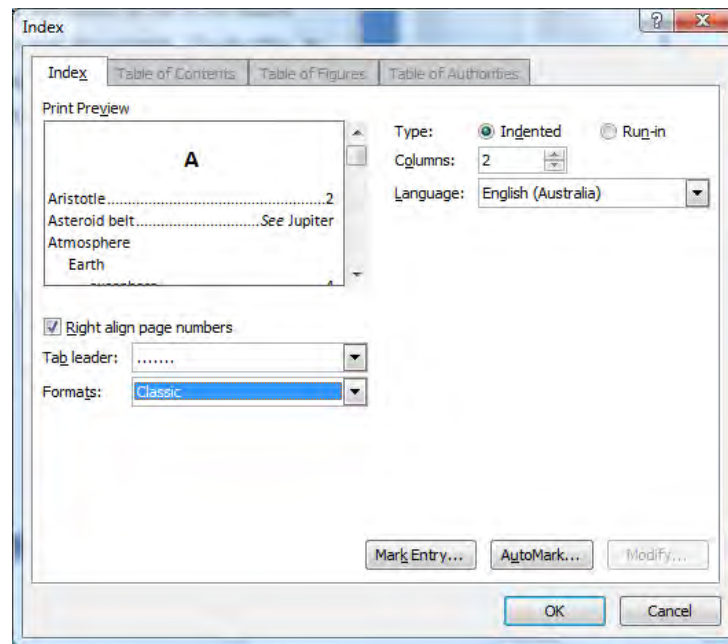 Index
Index Table of Contents Table of Figures Table of Authorities
Print Preview
A
Aristotle..............................................2
Asteroid belt..........................See Jupiter
Atmosphere
Earth
Type: Indented Run-in
Columns: 2
Language: English (Australia)
Right align page numbers
Tab leader: .......
Formats: Classic
Mark Entry... AutoMark... Modify...
OK Cancel